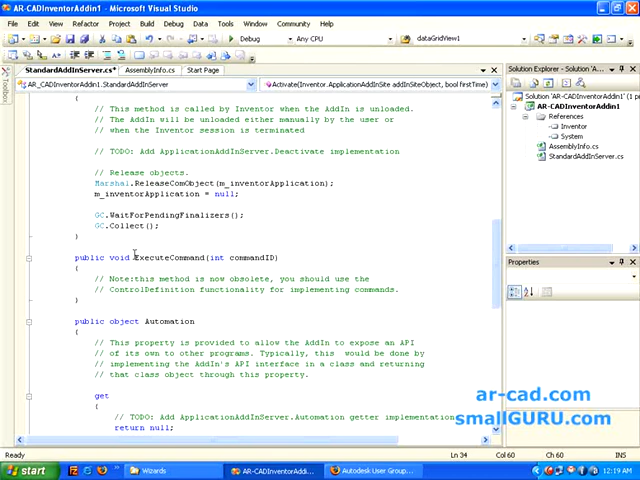 AR-CADInventorAddin1 - Microsoft Visual Studio
File Edit View Refactor Project Build Debug Data Tools Window Community Help
Debug Any CPU dataGridView1
StandardAddInServer.cs* AssemblyInfo.cs Start Page
AR_CADInventorAddin1.StandardAddInServer Activate(Inventor.ApplicationAddInSite addInSiteObject, bool firstTime)
Toolbox
{
// This method is called by Inventor when the AddIn is unloaded.
// The AddIn will be unloaded either manually by the user or
// when the Inventor session is terminated
// TODO: Add ApplicationAddInServer.Deactivate implementation
// Release objects.
Marshal.ReleaseComObject(m_inventorApplication);
m_inventorApplication = null;
GC.WaitForPendingFinalizers();
GC.Collect();
}
public void ExecuteCommand(int commandID)
{
// Note:this method is now obsolete, you should use the
// ControlDefinition functionality for implementing commands.
}
public object Automation
{
// This property is provided to allow the AddIn to expose an API
// of its own to other programs. Typically, this  would be done by
// implementing the AddIn's API interface in a class and returning
// that class object through this property.
get
{
// TODO: Add ApplicationAddInServer.Automation getter implementation
return null;
Solution Explorer - Solution 'AR-CADI...
Solution 'AR-CADInventorAddin1' (1 p
AR-CADInventorAddin1
References
Inventor
System
AssemblyInfo.cs
StandardAddInServer.cs
Properties
ar-cad.com
smallGURU.com
Ready Ln 34 Col 60 Ch 60 INS
start Wizards AR-CADInventorAddi... Autodesk User Group... 12:19 AM